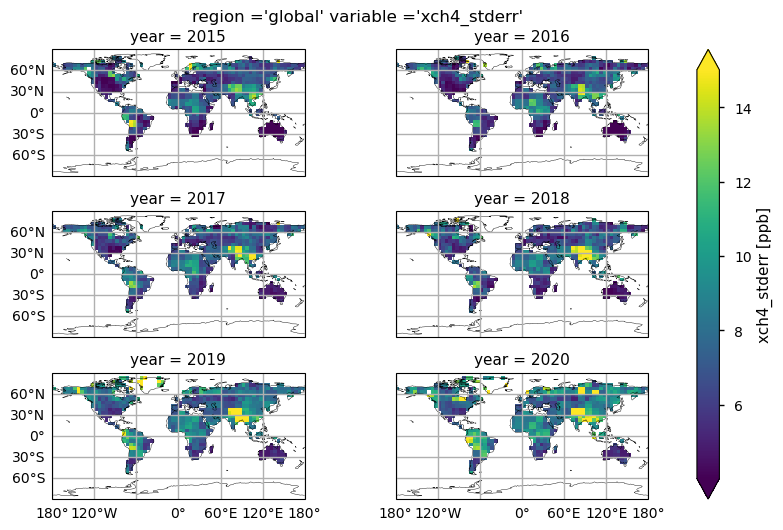 region ='global' variable ='xch4_stderr'
year = 2015
year = 2016
60°N
30°N
0°
30°S
60°S
year = 2017
year = 2018
60°N
30°N
0°
30°S
60°S
year = 2019
year = 2020
60°N
30°N
0°
30°S
60°S
180° 120°W 0° 60°E 120°E 180°
180° 120°W 0° 60°E 120°E 180°
14
12
10
8
6
xch4_stderr [ppb]